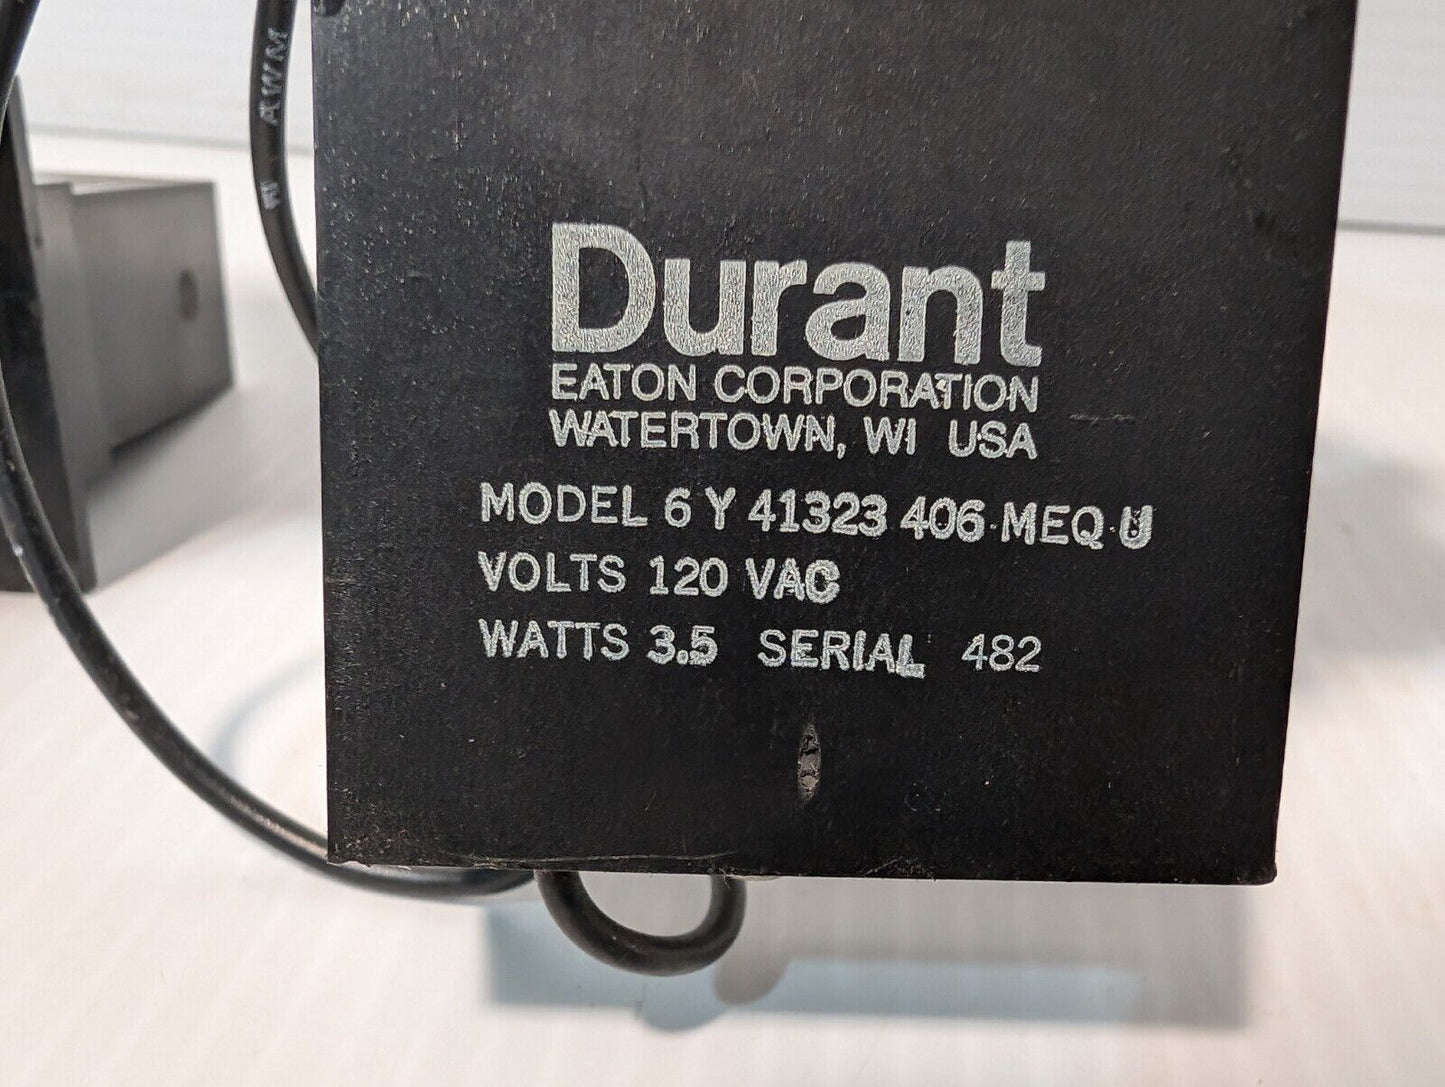 AWM
Durant
EATON CORPORATION
WATERTOWN, WI USA
MODEL 6 Y 41323 406 MEQ U
VOLTS 120 VAC
WATTS 3.5 SERIAL 482